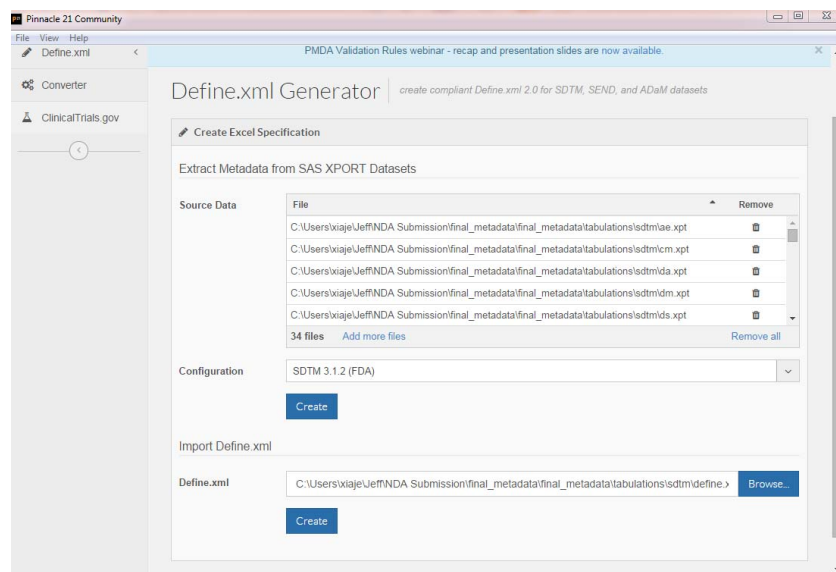 Pinnacle 21 Community
File View Help
Define.xml
PMDA Validation Rules webinar - recap and presentation slides are now available.
Converter
ClinicalTrials.gov
Define.xml Generator
create compliant Define.xml 2.0 for SDTM, SEND, and ADaM datasets
Create Excel Specification
Extract Metadata from SAS XPORT Datasets
Source Data
File Remove
C:\Users\xiaje\Jeff\NDA Submission\final_metadata\final_metadata\tabulations\sdtm\ae.xpt
C:\Users\xiaje\Jeff\NDA Submission\final_metadata\final_metadata\tabulations\sdtm\cm.xpt
C:\Users\xiaje\Jeff\NDA Submission\final_metadata\final_metadata\tabulations\sdtm\da.xpt
C:\Users\xiaje\Jeff\NDA Submission\final_metadata\final_metadata\tabulations\sdtm\dm.xpt
C:\Users\xiaje\Jeff\NDA Submission\final_metadata\final_metadata\tabulations\sdtm\ds.xpt
34 files Add more files Remove all
Configuration SDTM 3.1.2 (FDA)
Create
Import Define.xml
Define.xml C:\Users\xiaje\Jeff\NDA Submission\final_metadata\final_metadata\tabulations\sdtm\define.x Browse...
Create